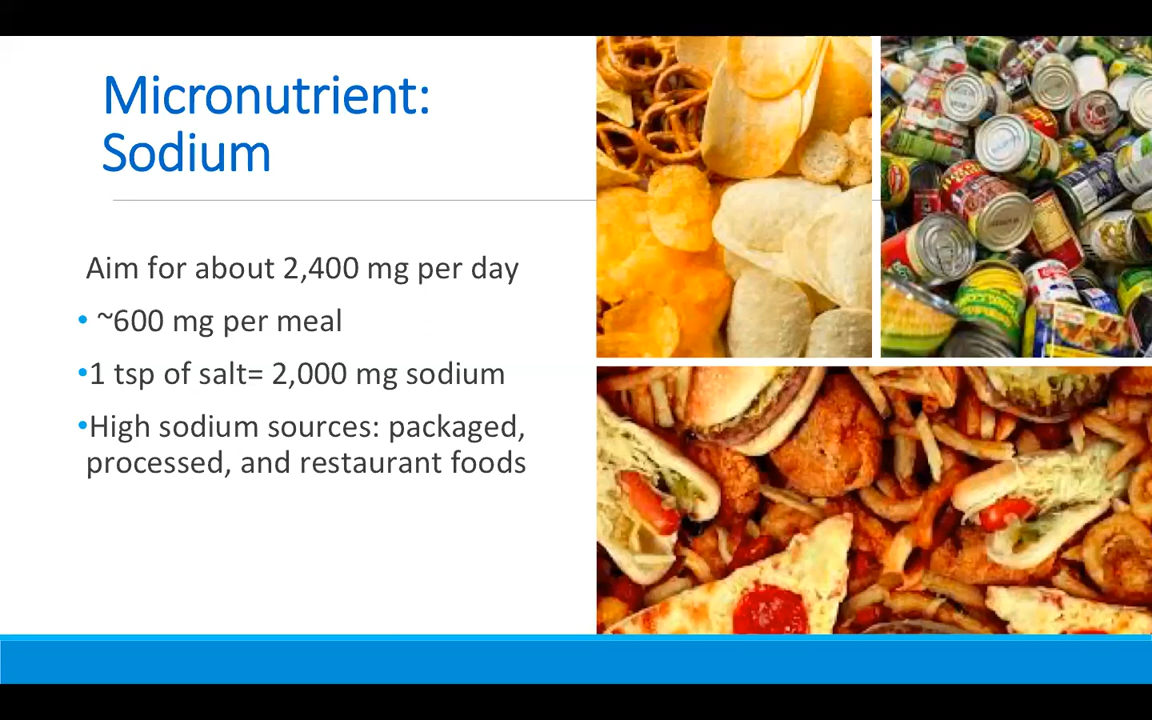 Micronutrient:
Sodium
Aim for about 2,400 mg per day
• ~600 mg per meal
•1 tsp of salt= 2,000 mg sodium
•High sodium sources: packaged,
processed, and restaurant foods